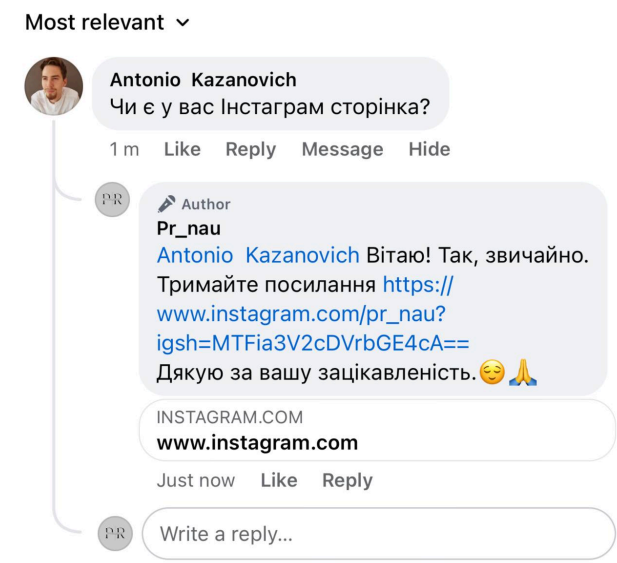 Most relevant
Antonio Kazanovich
Чи є у вас Інстаграм сторінка?
1 m Like Reply Message Hide
P·R
Author
Pr_nau
Antonio Kazanovich Вітаю! Так, звичайно.
Тримайте посилання https://
www.instagram.com/pr_nau?
igsh=MTFia3V2cDVrbGE4cA==
Дякую за вашу зацікавленість.😌🙏
INSTAGRAM.COM
www.instagram.com
Just now Like Reply
P·R
Write a reply...